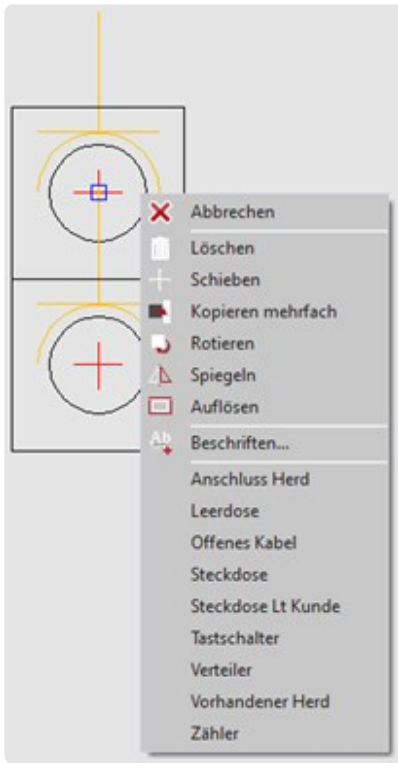 Abbrechen
Löschen
Schieben
Kopieren mehrfach
Rotieren
Spiegeln
Auflösen
Ab
Beschriften...
Anschluss Herd
Leerdose
Offenes Kabel
Steckdose
Steckdose Lt Kunde
Tastschalter
Verteiler
Vorhandener Herd
Zähler